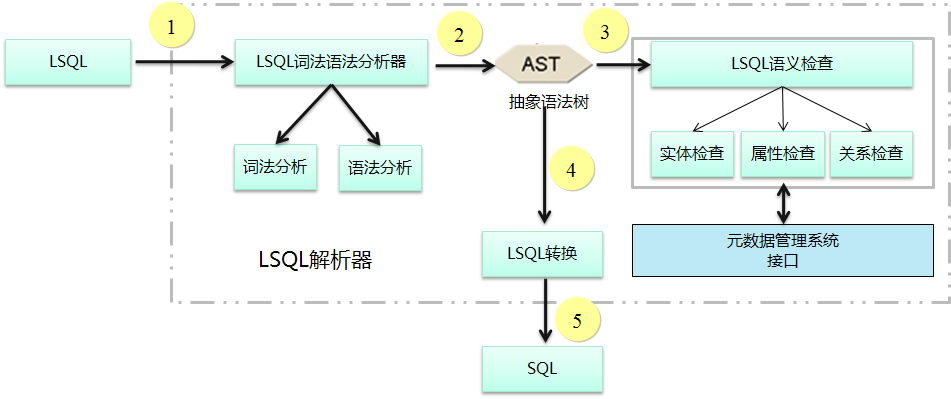 1
2
3
LSQL
LSQL词法语法分析器
AST
LSQL语义检查
抽象语法树
词法分析
语法分析
实体检查
属性检查
关系检查
4
LSQL解析器
LSQL转换
元数据管理系统
接口
5
SQL